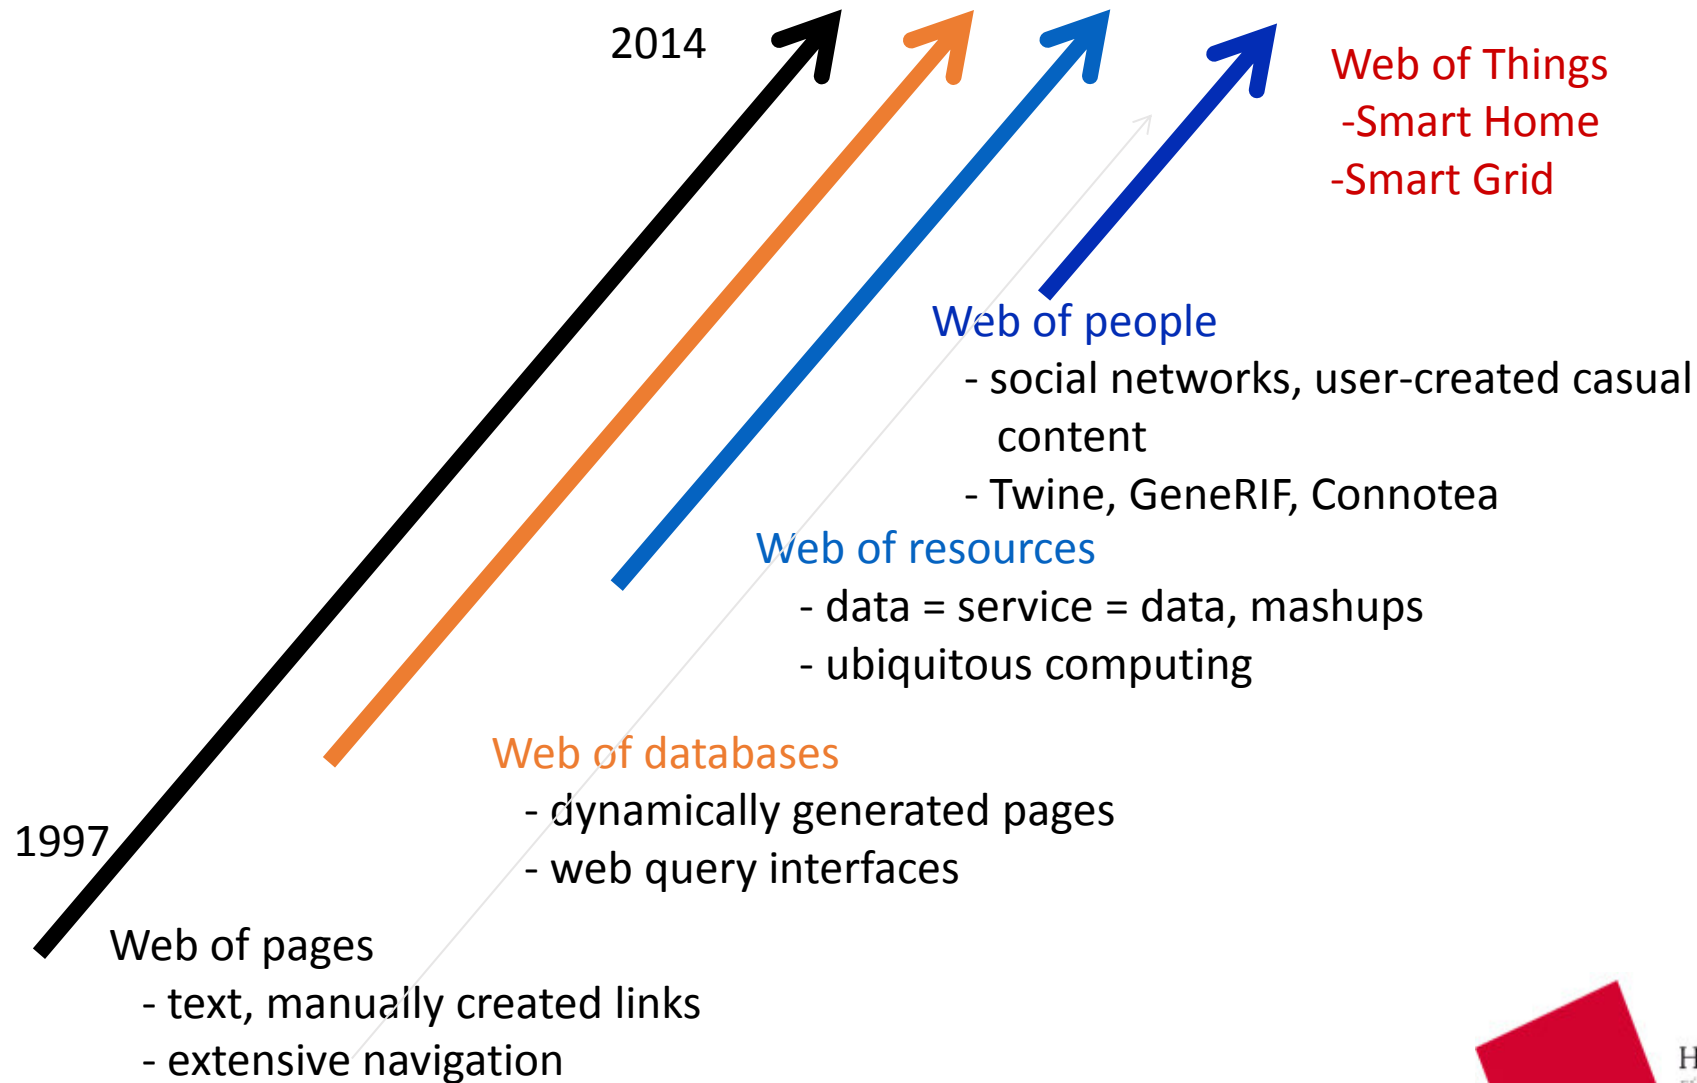 2014
Web of Things
-Smart Home
-Smart Grid
Web of people
- social networks, user-created casual
content
- Twine, GeneRIF, Connotea
Web of resources
- data = service = data, mashups
- ubiquitous computing
Web of databases
- dynamically generated pages
- web query interfaces
1997
Web of pages
- text, manually created links
- extensive navigation
H